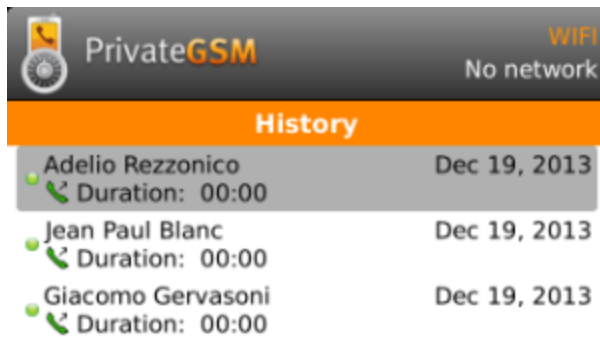 PrivateGSM
WIFI
No network
History
Adelio Rezzonico Dec 19, 2013
Duration: 00:00
Jean Paul Blanc Dec 19, 2013
Duration: 00:00
Giacomo Gervasoni Dec 19, 2013
Duration: 00:00